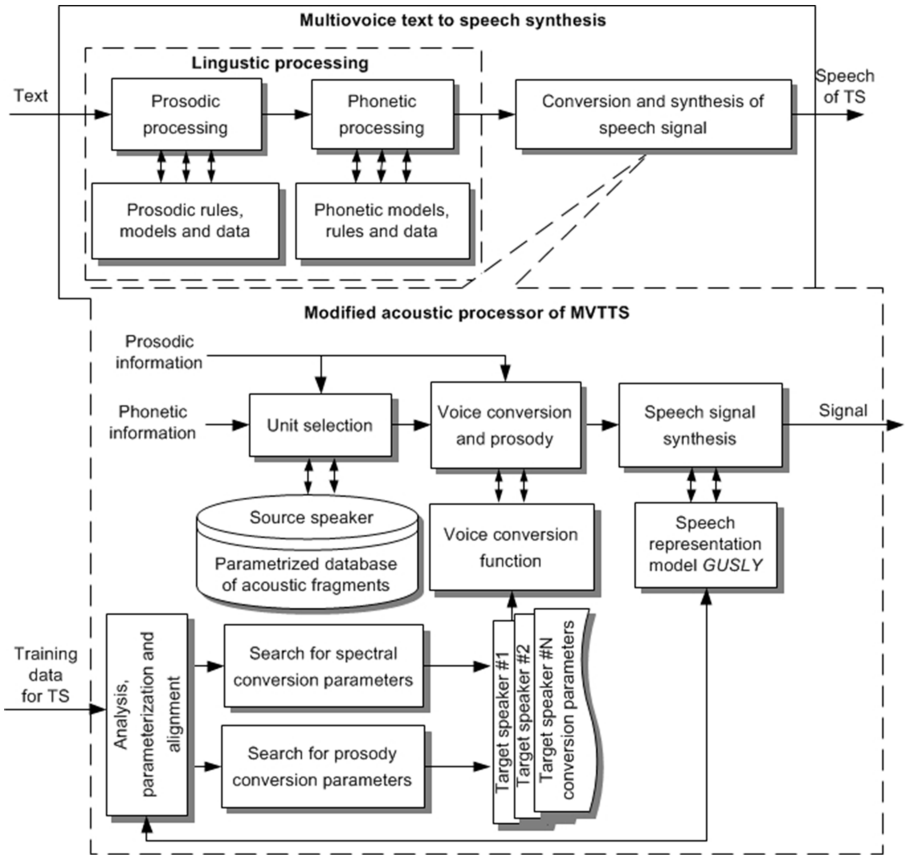 Multiovoice text to speech synthesis
Lingustic processing
Text
Prosodic
processing
Phonetic
processing
Conversion and synthesis of
speech signal
Speech
of TS
Prosodic rules,
models and data
Phonetic models,
rules and data
Modified acoustic processor of MVTTS
Prosodic
information
Phonetic
information
Unit selection
Voice conversion
and prosody
Speech signal
synthesis
Signal
Source speaker
Parametrized database
of acoustic fragments
Voice conversion
function
Speech
representation
model GUSLY
Training
data
for TS
Analysis,
parameterization and
alignment
Search for spectral
conversion parameters
Search for prosody
conversion parameters
Target speaker #1
Target speaker #2
Target speaker #N
conversion parameters